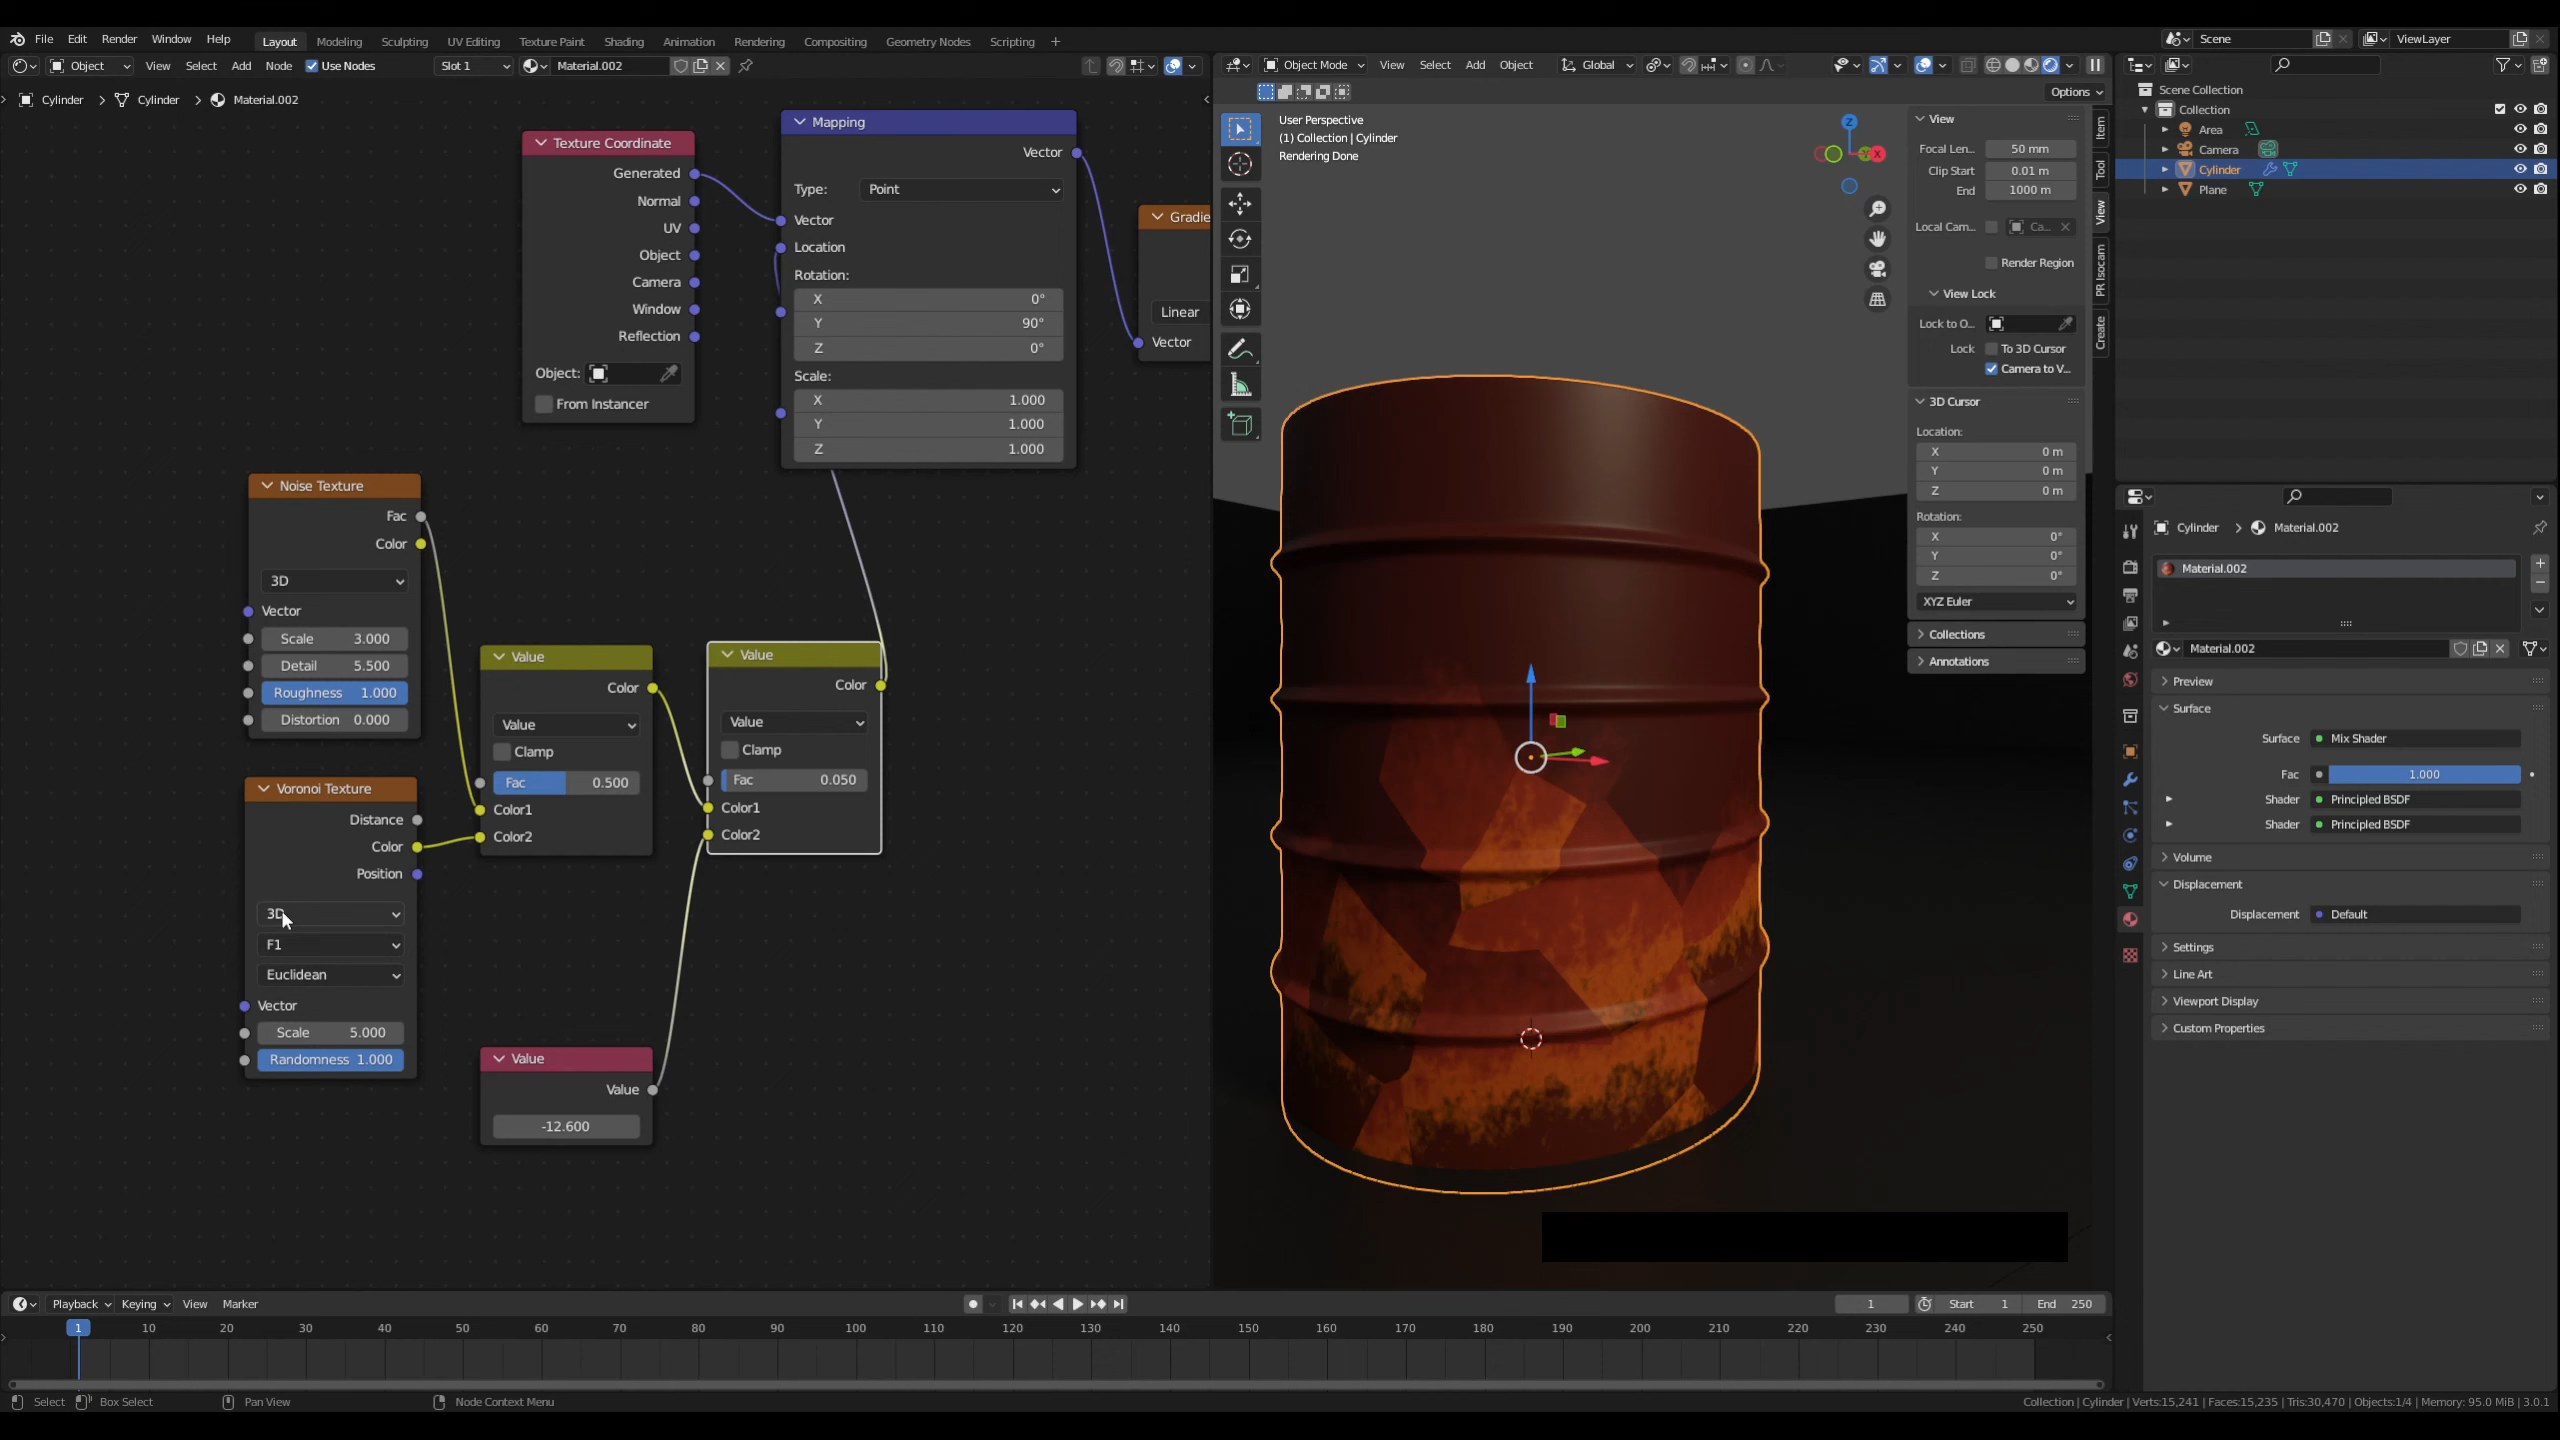 File Edit Render Window Help Layout Modeling Sculpting UV Editing Texture Paint Shading Animation Rendering Compositing Geometry Nodes Scripting +
Scene ViewLayer
Object View Select Add Node Use Nodes Slot 1 Material.002
Object Mode View Select Add Object Global
Options
Cylinder > Cylinder > Material.002
Mapping
Vector
Type: Point
Vector
Location
Rotation:
X 0°
Y 90°
Z 0°
Scale:
X 1.000
Y 1.000
Z 1.000
Texture Coordinate
Generated
Normal
UV
Object
Camera
Window
Reflection
Object:
From Instancer
Gradie
Linear
Vector
Noise Texture
Fac
Color
3D
Vector
Scale 3.000
Detail 5.500
Roughness 1.000
Distortion 0.000
Value
Color
Value
Clamp
Fac 0.500
Color1
Color2
Value
Color
Value
Clamp
Fac 0.050
Color1
Color2
Voronoi Texture
Distance
Color
Position
3D
F1
Euclidean
Vector
Scale 5.000
Randomness 1.000
Value
Value
-12.600
User Perspective
(1) Collection | Cylinder
Rendering Done
Z
Y
X
View
Focal Len... 50 mm
Clip Start 0.01 m
End 1000 m
Local Cam... Ca...
Render Region
View Lock
Lock to O...
Lock To 3D Cursor
Camera to V...
3D Cursor
Location:
X 0 m
Y 0 m
Z 0 m
Rotation:
X 0°
Y 0°
Z 0°
XYZ Euler
Collections
Annotations
Item
Tool
View
PR Isocam
Create
Scene Collection
Collection
Area
Camera
Cylinder
Plane
Cylinder > Material.002
Material.002
Material.002
Preview
Surface
Surface Mix Shader
Fac 1.000
Shader Principled BSDF
Shader Principled BSDF
Volume
Displacement
Displacement Default
Settings
Line Art
Viewport Display
Custom Properties
Playback Keying View Marker
1 Start 1 End 250
1 10 20 30 40 50 60 70 80 90 100 110 120 130 140 150 160 170 180 190 200 210 220 230 240 250
Select Box Select Pan View Node Context Menu
Collection | Cylinder | Verts:15,241 | Faces:15,235 | Tris:30,470 | Objects:1/4 | Memory: 95.0 MiB | 3.0.1